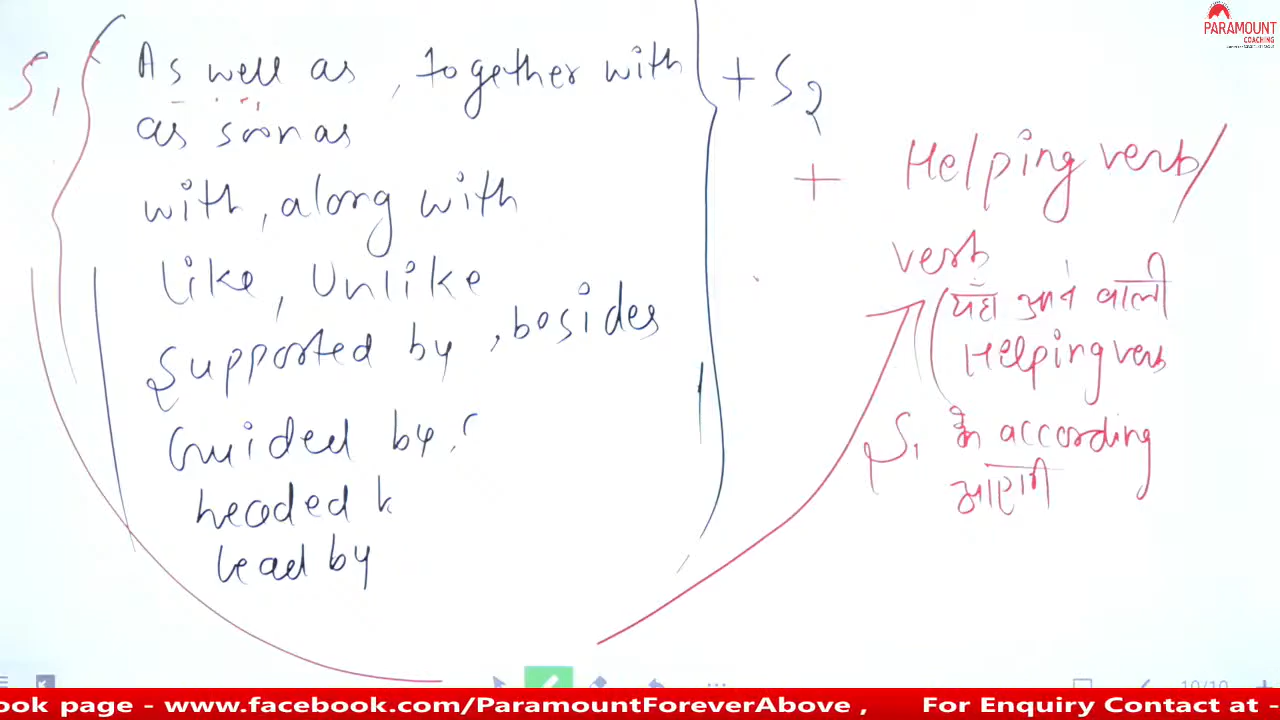 PARAMOUNT
COACHING
S1 ( As well as, together with ) + S2
as soon as
with, along with
Like, Unlike
Supported by, besides
Guided by,
headed
Lead by
+ Helping verb/
verb
(यहाँ आने वाली
Helping verb
S1 के according
आएगी
10/10
ook page - www.facebook.com/ParamountForeverAbove , For Enquiry Contact at -